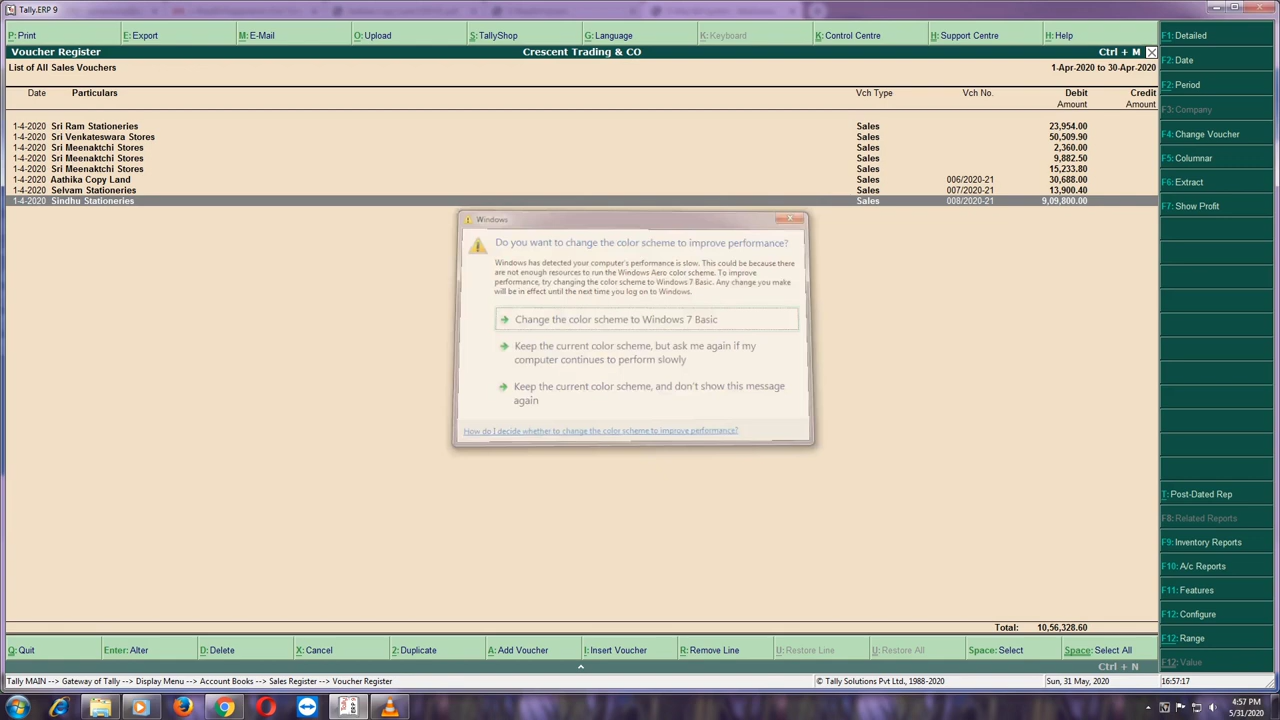 Tally.ERP 9
P: Print E: Export M: E-Mail O: Upload S: TallyShop G: Language K: Keyboard K: Control Centre H: Support Centre H: Help
Voucher Register Crescent Trading & CO Ctrl + M
List of All Sales Vouchers 1-Apr-2020 to 30-Apr-2020
Date Particulars Vch Type Vch No. Debit Credit
Amount Amount
1-4-2020 Sri Ram Stationeries Sales 23,954.00
1-4-2020 Sri Venkateswara Stores Sales 50,509.90
1-4-2020 Sri Meenaktchi Stores Sales 2,360.00
1-4-2020 Sri Meenaktchi Stores Sales 9,882.50
1-4-2020 Sri Meenaktchi Stores Sales 15,233.80
1-4-2020 Aathika Copy Land Sales 006/2020-21 30,688.00
1-4-2020 Selvam Stationeries Sales 007/2020-21 13,900.40
1-4-2020 Sindhu Stationeries Sales 008/2020-21 9,09,800.00
Windows
Do you want to change the color scheme to improve performance?
Windows has detected your computer's performance is slow. This could be because there
are not enough resources to run the Windows Aero color scheme. To improve
performance, try changing the color scheme to Windows 7 Basic. Any change you make
will be in effect until the next time you log on to Windows.
Change the color scheme to Windows 7 Basic
Keep the current color scheme, but ask me again if my
computer continues to perform slowly
Keep the current color scheme, and don't show this message
again
How do I decide whether to change the color scheme to improve performance?
F1: Detailed
F2: Date
F2: Period
F3: Company
F4: Change Voucher
F5: Columnar
F6: Extract
F7: Show Profit
T: Post-Dated Rep
F8: Related Reports
F9: Inventory Reports
F10: A/c Reports
F11: Features
F12: Configure
F12: Range
F12: Value
Total: 10,56,328.60
Q: Quit Enter: Alter D: Delete X: Cancel 2: Duplicate A: Add Voucher I: Insert Voucher R: Remove Line U: Restore Line U: Restore All Space: Select Space: Select All
Ctrl + N
Tally MAIN --> Gateway of Tally --> Display Menu --> Account Books --> Sales Register --> Voucher Register © Tally Solutions Pvt Ltd., 1988-2020 Sun, 31 May, 2020 16:57:17
4:57 PM
5/31/2020